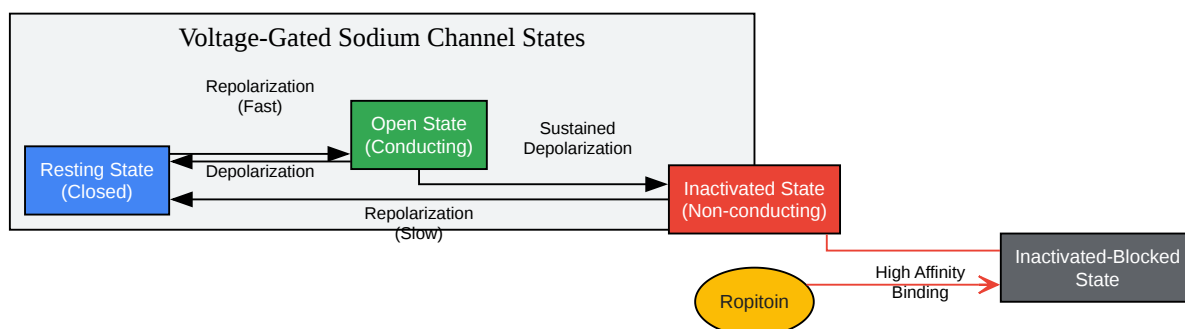 Voltage-Gated Sodium Channel States
Repolarization
(Fast)
Open State
(Conducting)
Sustained
Depolarization
Resting State
(Closed)
Depolarization
Inactivated State
(Non-conducting)
Repolarization
(Slow)
Inactivated-Blocked
State
High Affinity
Binding
Ropitoin